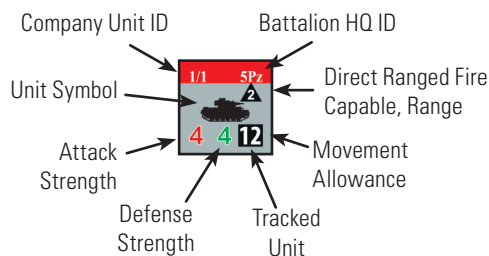 Company Unit ID
Battalion HQ ID
1/1 5Pz
2
Unit Symbol
Direct Ranged Fire
Capable, Range
4 4 12
Attack
Strength
Movement
Allowance
Defense
Strength
Tracked
Unit